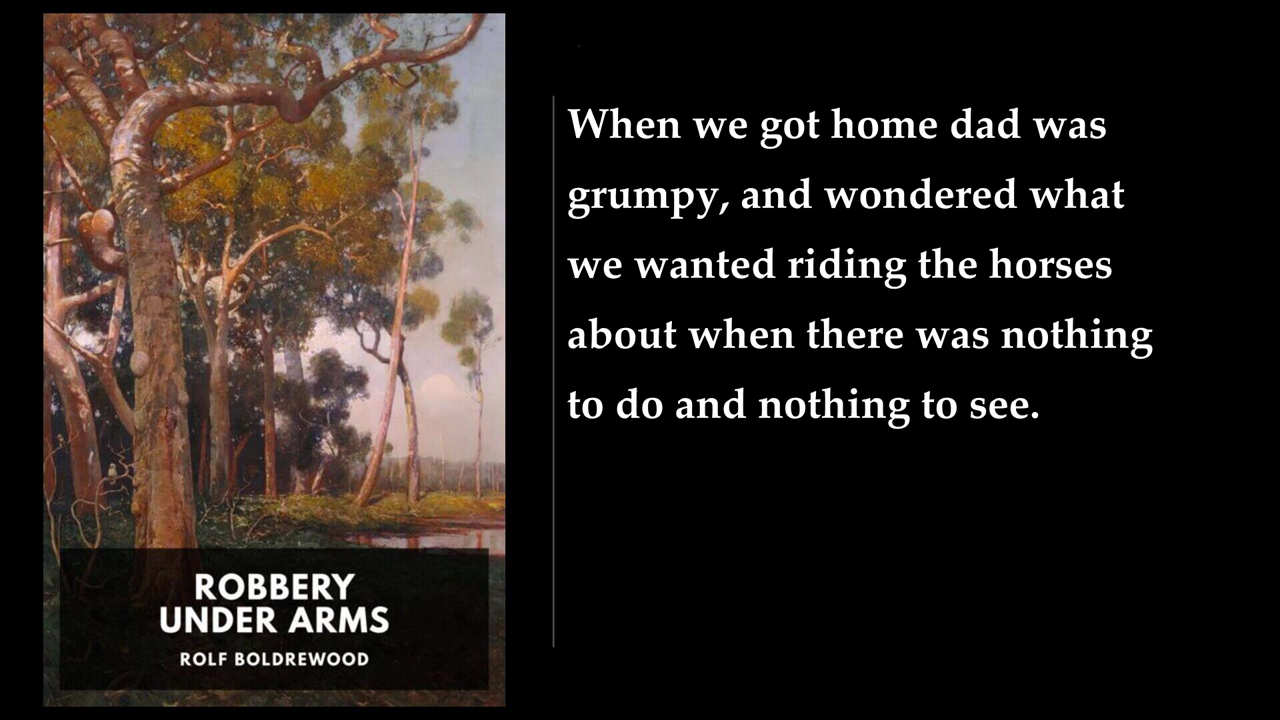 ROBBERY
UNDER ARMS
ROLF BOLDREWOOD
When we got home dad was
grumpy, and wondered what
we wanted riding the horses
about when there was nothing
to do and nothing to see.